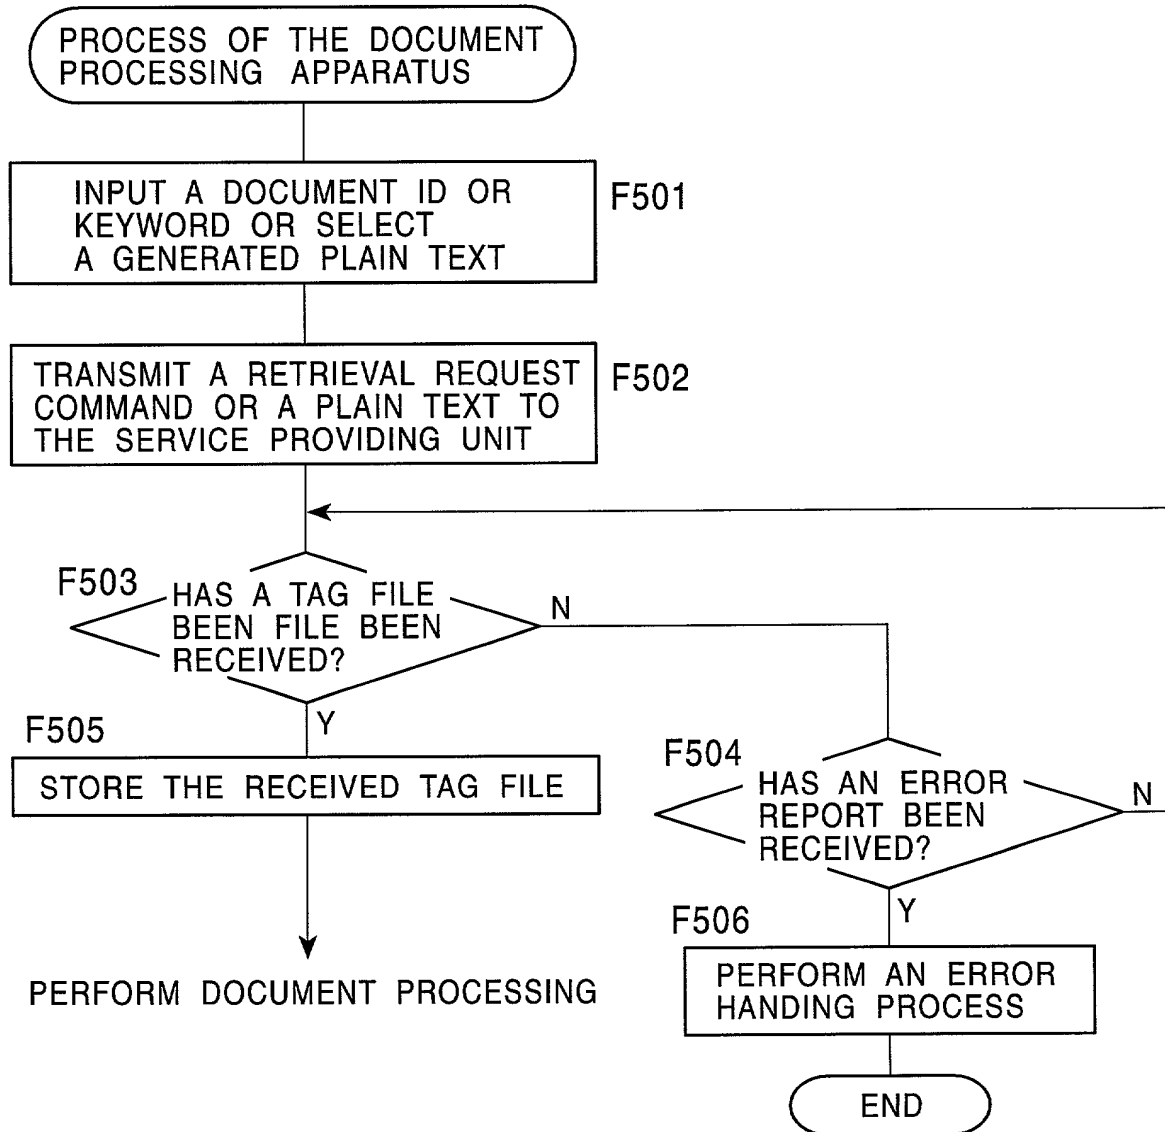 PROCESS OF THE DOCUMENT
PROCESSING APPARATUS
INPUT A DOCUMENT ID OR
KEYWORD OR SELECT
A GENERATED PLAIN TEXT
F501
TRANSMIT A RETRIEVAL REQUEST
COMMAND OR A PLAIN TEXT TO
THE SERVICE PROVIDING UNIT
F502
F503
HAS A TAG FILE
BEEN FILE BEEN
RECEIVED?
N
Y
F505
STORE THE RECEIVED TAG FILE
PERFORM DOCUMENT PROCESSING
F504
HAS AN ERROR
REPORT BEEN
RECEIVED?
N
Y
F506
PERFORM AN ERROR
HANDING PROCESS
END